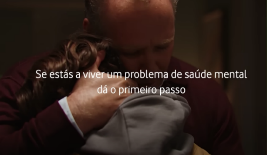 Se estás a viver um problema de saúde mental
dá o primeiro passo